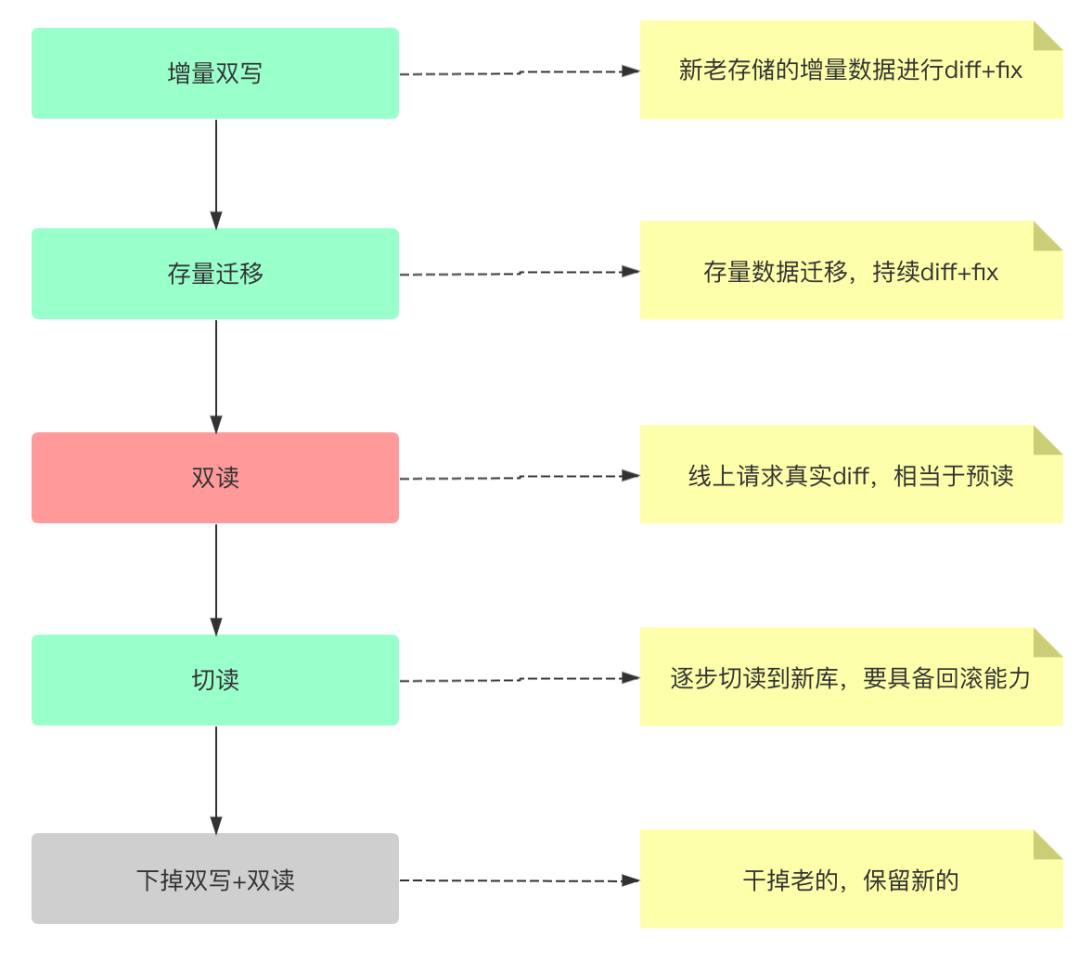 增量双写
新老存储的增量数据进行diff+fix
存量迁移
存量数据迁移，持续diff+fix
双读
线上请求真实diff，相当于预读
切读
逐步切读到新库，要具备回滚能力
下掉双写+双读
干掉老的，保留新的